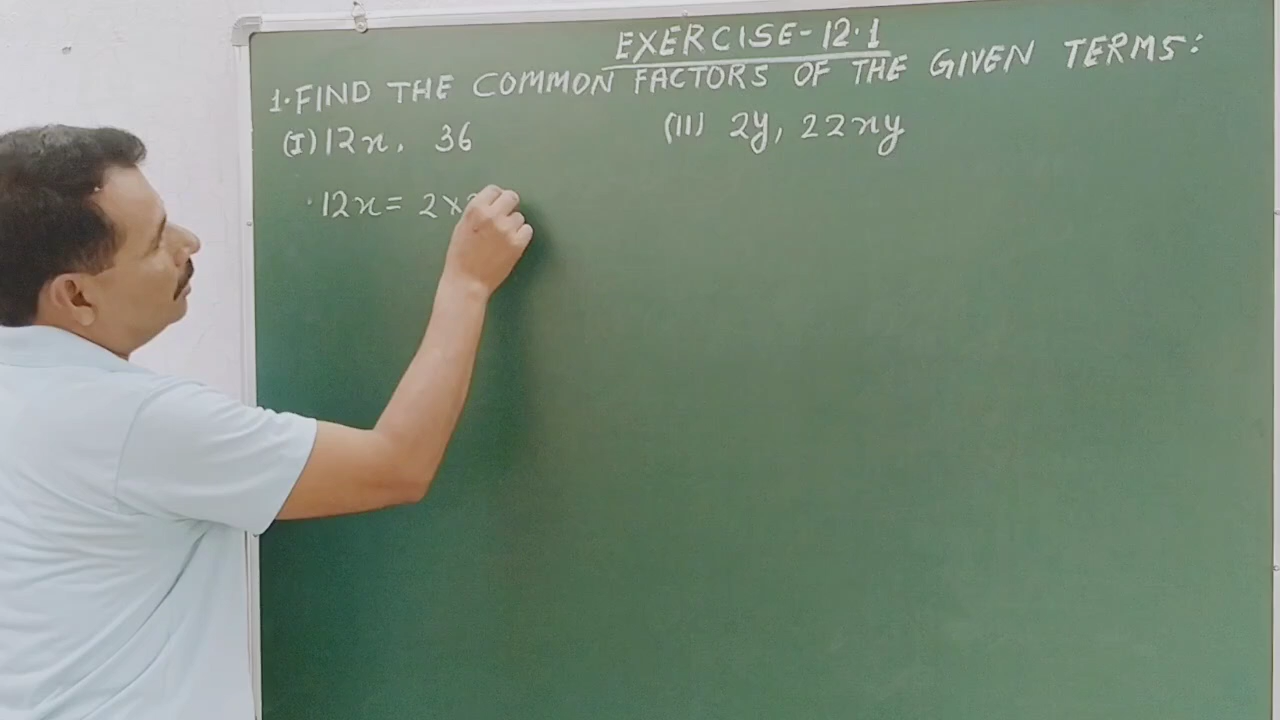 EXERCISE-12.1
1.FIND THE COMMON FACTORS OF THE GIVEN TERMS:
(I) 12x, 36 (II) 2y, 22xy
12x = 2×